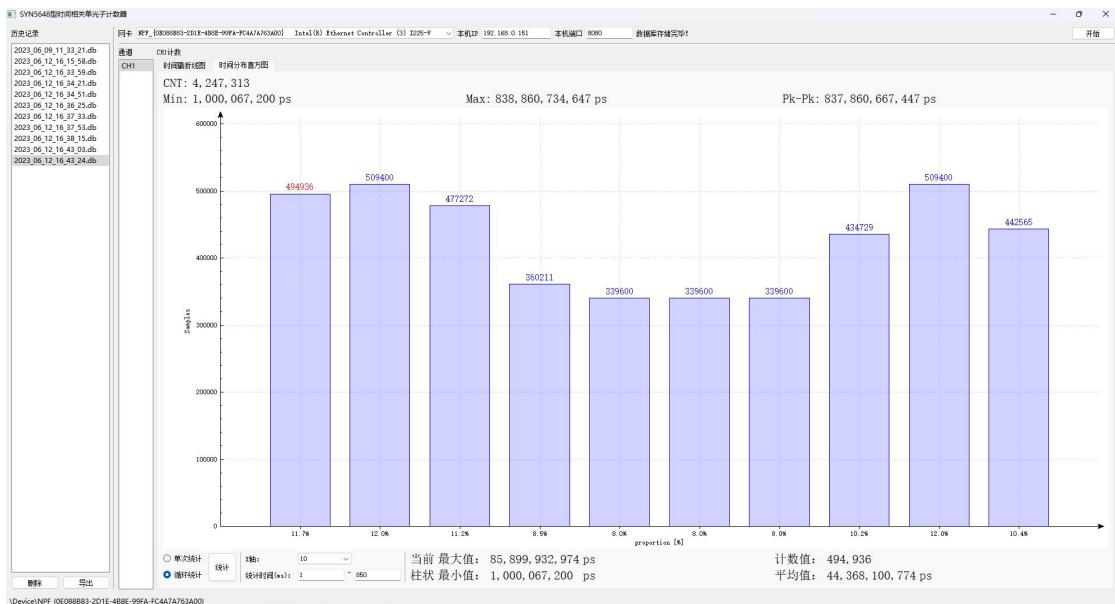 SYN5648型时间相关单光子计数器
历史记录
网卡 NPF_{0E088B83-2D1E-4B8E-99FA-FC4A7A763A00} Intel(R) Ethernet Controller (3) I225-V 本机IP 192.168.0.151 本机端口 8080 数据库存储完毕! 开始
2023_06_09_11_33_21.db
2023_06_12_16_15_58.db
2023_06_12_16_33_59.db
2023_06_12_16_34_21.db
2023_06_12_16_34_51.db
2023_06_12_16_36_25.db
2023_06_12_16_37_33.db
2023_06_12_16_37_53.db
2023_06_12_16_38_15.db
2023_06_12_16_43_03.db
2023_06_12_16_43_24.db
删除 导出
通道
CH1
CH1计数
时间戳折线图 时间分布直方图
CNT: 4,247,313
Min: 1,000,067,200 ps Max: 838,860,734,647 ps Pk-Pk: 837,860,667,447 ps
600000
500000
400000
300000
200000
100000
0
Samples
494936 509400 477272 360211 339600 339600 339600 434729 509400 442565
11.7% 12.0% 11.2% 8.5% 8.0% 8.0% 8.0% 10.2% 12.0% 10.4%
proportion [%]
单次统计
循环统计
统计
X轴: 10
统计时间(ms): 1 ~ 850
当前 最大值: 85,899,932,974 ps 计数值: 494,936
柱状 最小值: 1,000,067,200 ps 平均值: 44,368,100,774 ps
\Device\NPF_{0E088B83-2D1E-4B8E-99FA-FC4A7A763A00}